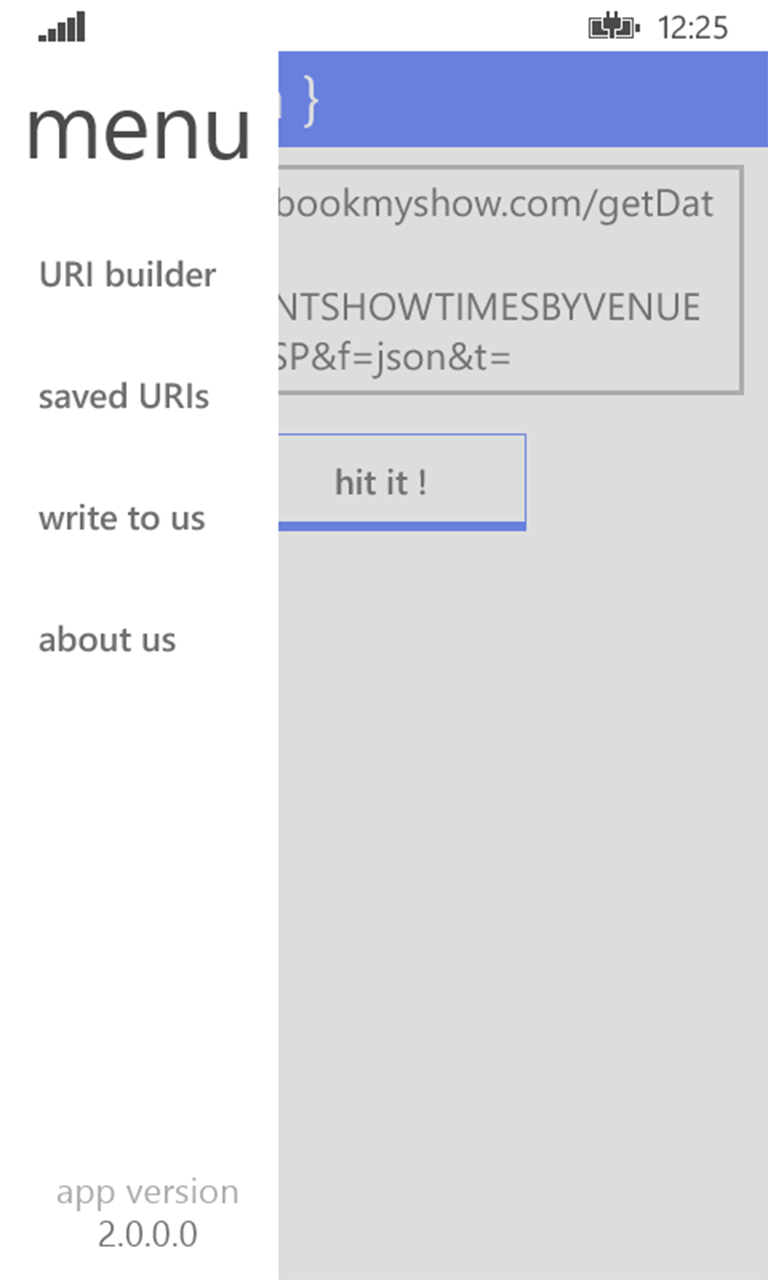 12:25
}
menu
bookmyshow.com/getDat
URI builder
NTSHOWTIMESBYVENUE
SP&f=json&t=
saved URIs
hit it !
write to us
about us
app version
2.0.0.0